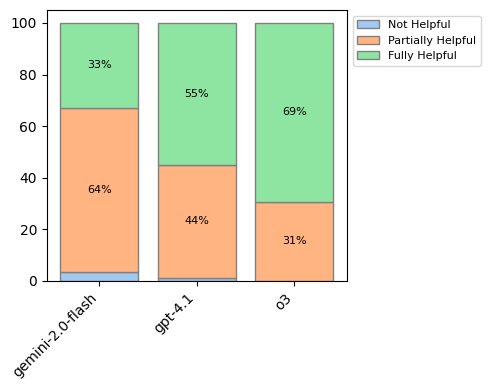 100
80
60
40
20
0
33%
64%
55%
44%
69%
31%
gemini-2.0-flash
gpt-4.1
o3
Not Helpful
Partially Helpful
Fully Helpful